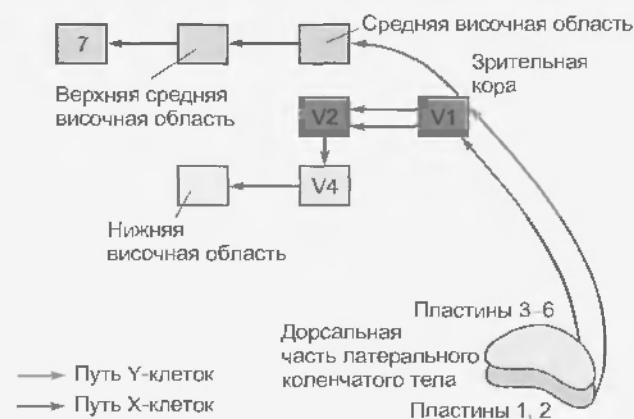 Средняя височная область
7
Зрительная
кора
Верхняя средняя
височная область
V2
V1
V4
Нижняя
височная область
Пластины 3–6
Дорсальная
часть латерального
коленчатого тела
Путь Y-клеток
Путь X-клеток
Пластины 1, 2